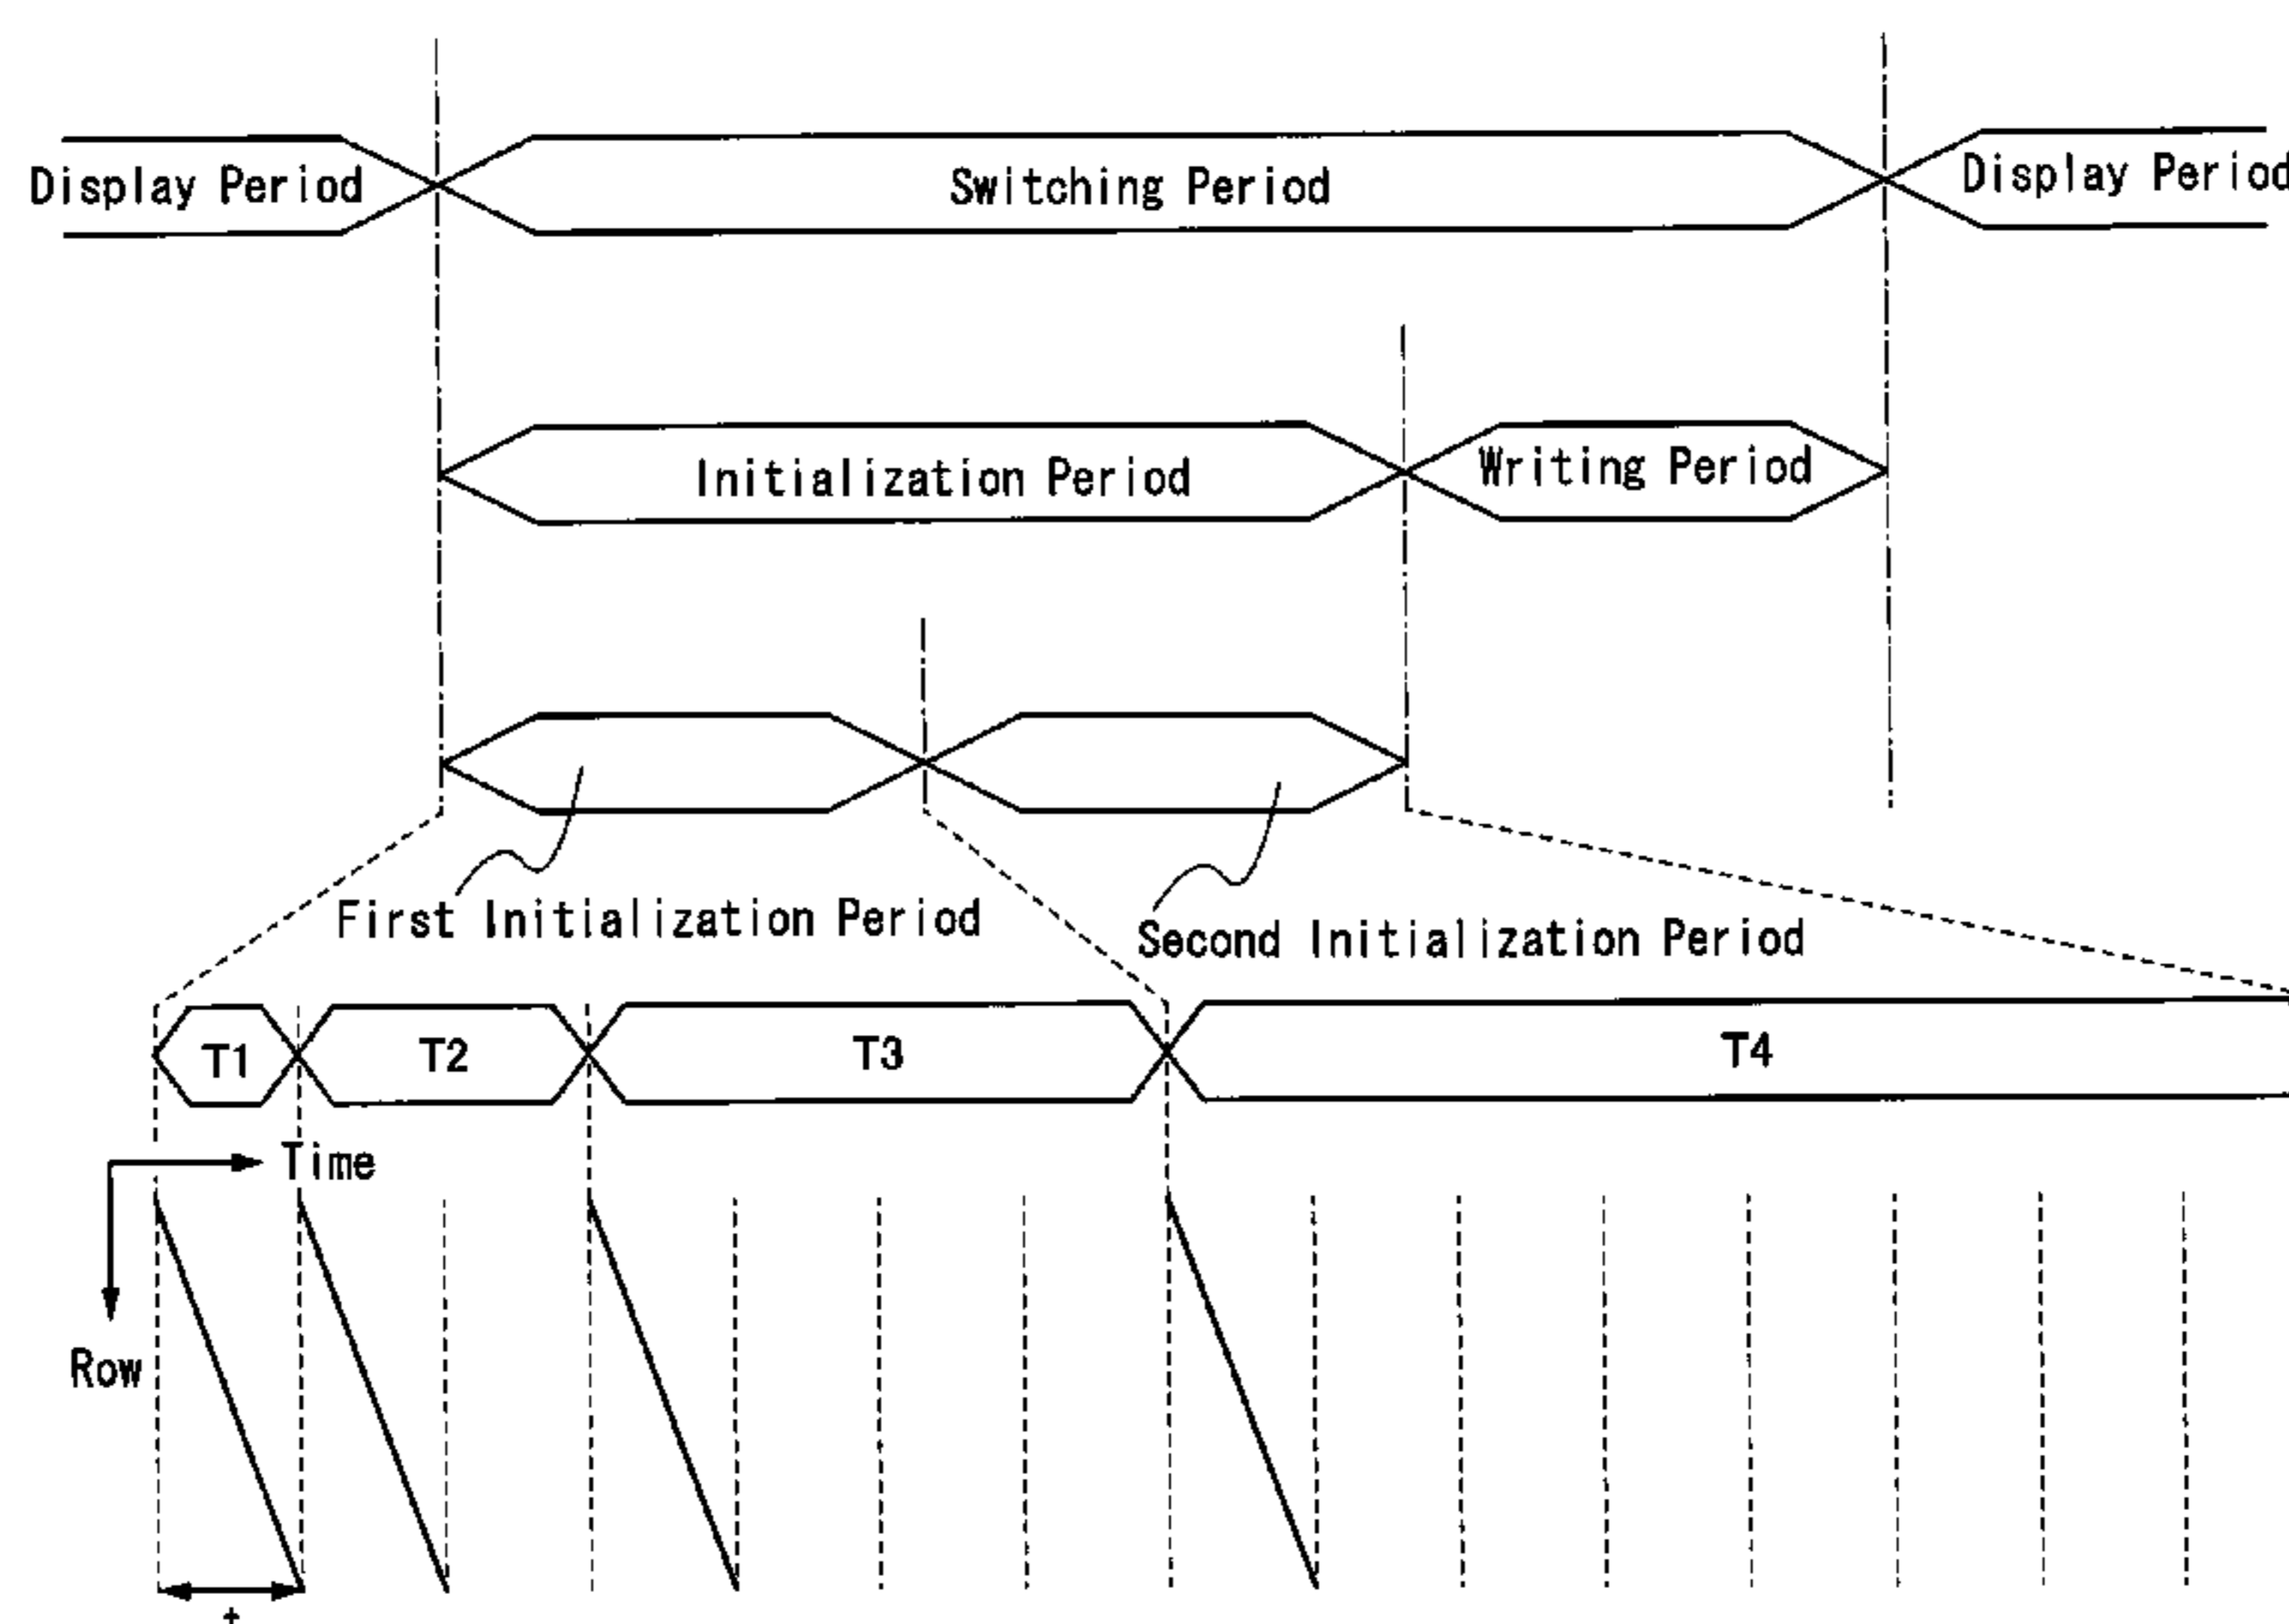 Display Period
Switching Period
Display Period
Initialization Period
Writing Period
First Initialization Period
Second Initialization Period
T1
T2
T3
T4
Time
Row
t